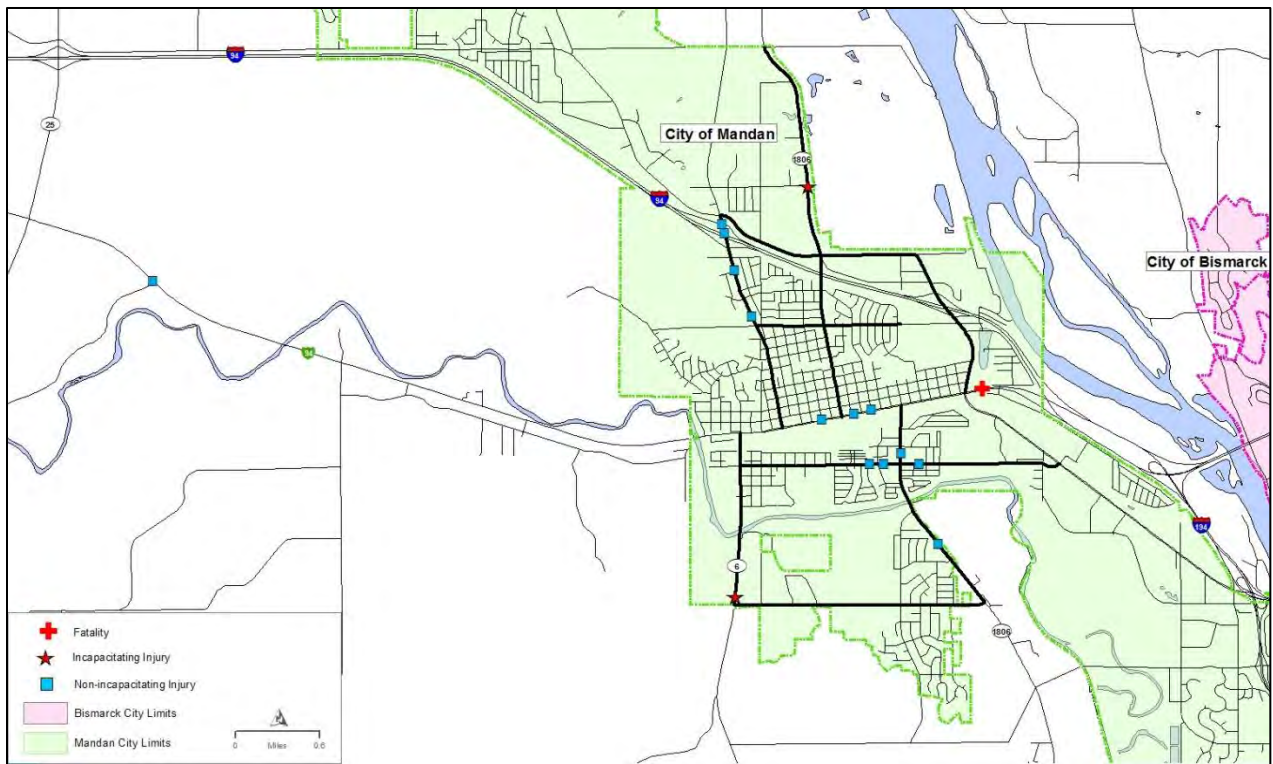 94
25
City of Mandan
1806
94
City of Bismarck
94
6
194
1806
Fatality
Incapacitating Injury
Non-incapacitating Injury
Bismarck City Limits
Mandan City Limits
0 Miles 0.6